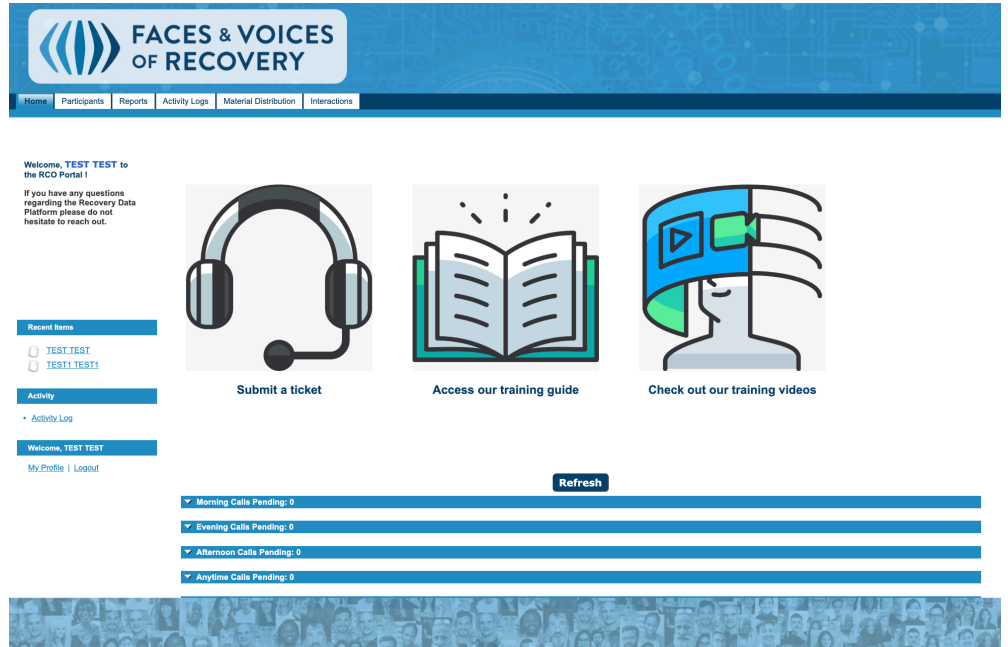 FACES & VOICES
OF RECOVERY
Home
Participants
Reports
Activity Logs
Material Distribution
Interactions
Welcome, TEST TEST to
the RCO Portal !
If you have any questions
regarding the Recovery Data
Platform please do not
hesitate to reach out.
Recent Items
TEST TEST
TEST1 TEST1
Activity
• Activity Log
Welcome, TEST TEST
My Profile | Logout
Submit a ticket
Access our training guide
Check out our training videos
Refresh
Morning Calls Pending: 0
Evening Calls Pending: 0
Afternoon Calls Pending: 0
Anytime Calls Pending: 0